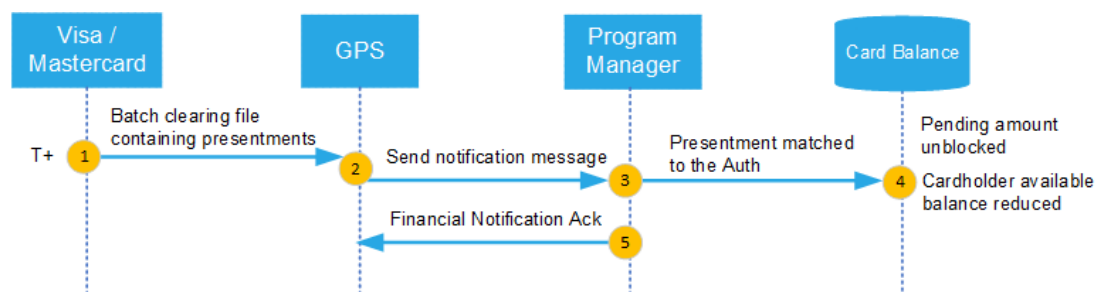 Visa /
Mastercard
GPS
Program
Manager
Card Balance
Batch clearing file
containing presentments
T+
1
2
Send notification message
3
Presentment matched
to the Auth
4
Pending amount
unblocked
Cardholder available
balance reduced
Financial Notification Ack
5